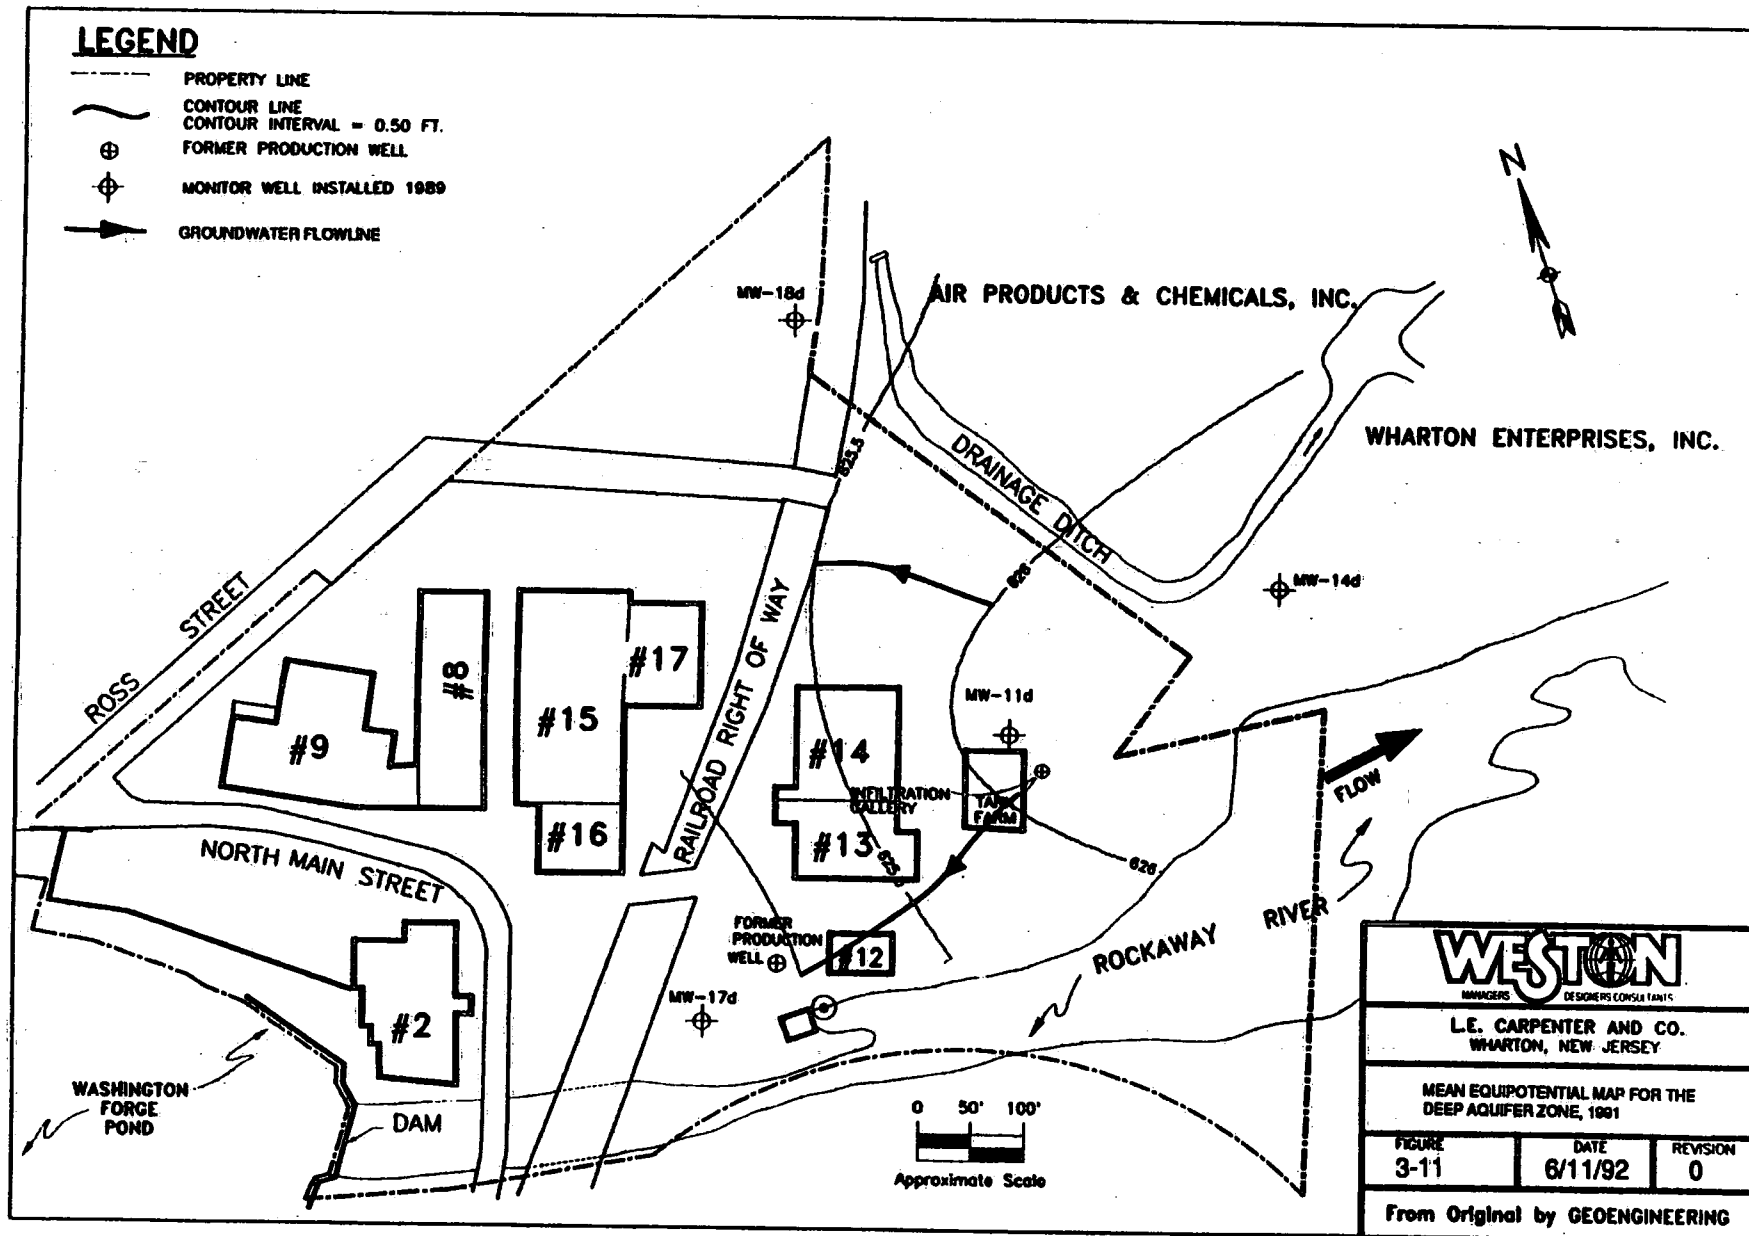 LEGEND
PROPERTY LINE
CONTOUR LINE
CONTOUR INTERVAL = 0.50 FT.
FORMER PRODUCTION WELL
MONITOR WELL INSTALLED 1989
GROUNDWATER FLOWLINE
N
MW-18d
AIR PRODUCTS & CHEMICALS, INC.
WHARTON ENTERPRISES, INC.
625.5
DRAINAGE DITCH
626
MW-14d
ROSS STREET
RAILROAD RIGHT OF WAY
#17
#8
#15
#9
MW-11d
#14
INFILTRATION
GALLERY
TANK
FARM
FLOW
#16
#13
NORTH MAIN STREET
626
FORMER
PRODUCTION
WELL
#12
ROCKAWAY RIVER
MW-17d
#2
WASHINGTON
FORGE
POND
DAM
0 50' 100'
Approximate Scale
WESTON
MANAGERS DESIGNERS CONSULTANTS
L.E. CARPENTER AND CO.
WHARTON, NEW JERSEY
MEAN EQUIPOTENTIAL MAP FOR THE
DEEP AQUIFER ZONE, 1991
FIGURE
3-11
DATE
6/11/92
REVISION
0
From Original by GEOENGINEERING